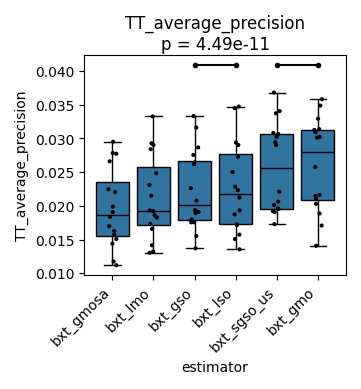 TT_average_precision
p = 4.49e-11
TT_average_precision
0.040
0.035
0.030
0.025
0.020
0.015
0.010
bxt_gmosa
bxt_lmo
bxt_gso
bxt_lso
bxt_sgso_us
bxt_gmo
estimator